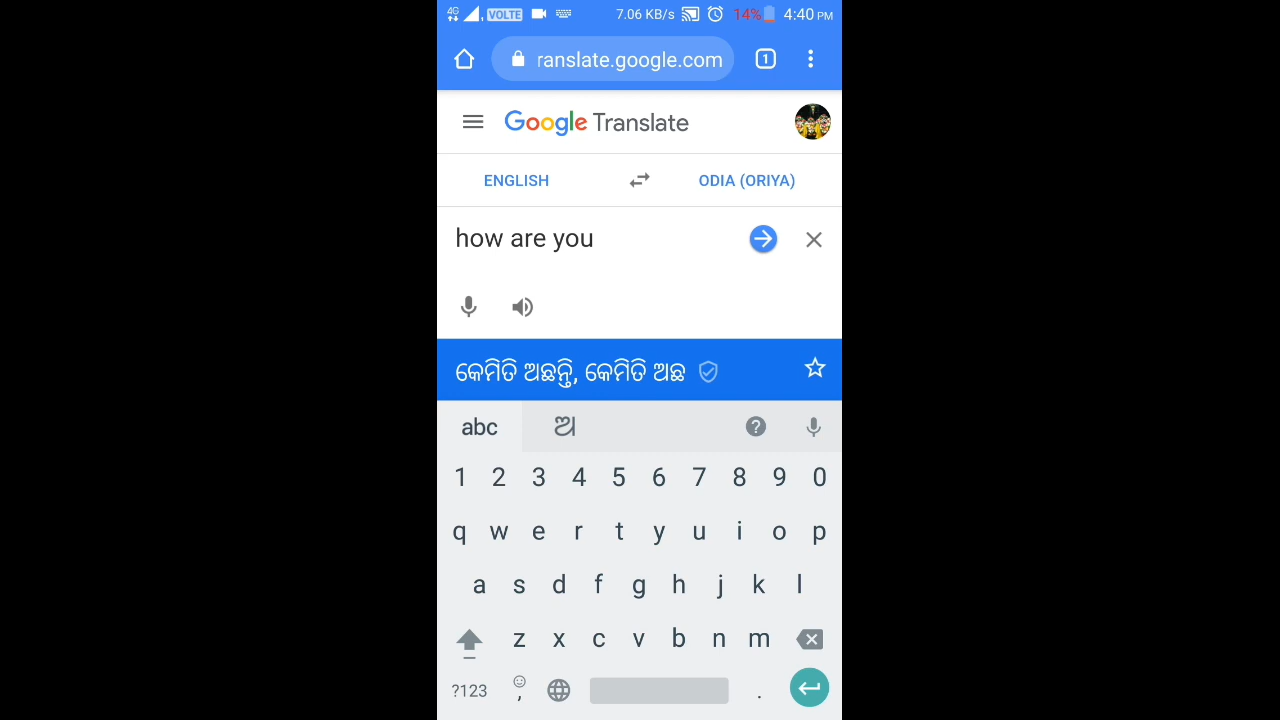 4G VOLTE 7.06 KB/s 14% 4:40 PM
ranslate.google.com 1
Google Translate
ENGLISH ODIA (ORIYA)
how are you
କେମିତି ଅଛନ୍ତି, କେମିତି ଅଛ
abc ଅ ?
1 2 3 4 5 6 7 8 9 0
q w e r t y u i o p
a s d f g h j k l
z x c v b n m
?123 , .